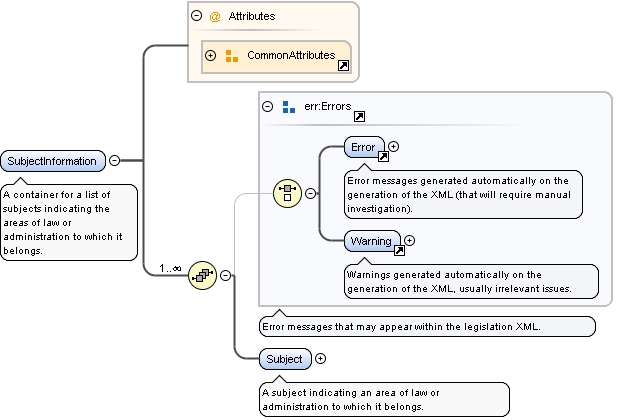 Attributes
CommonAttributes
err:Errors
Error
Error messages generated automatically on the
generation of the XML (that will require manual
investigation).
SubjectInformation
A container for a list of
subjects indicating the
areas of law or
administration to which it
belongs.
Warning
Warnings generated automatically on the
generation of the XML, usually irrelevant issues.
1..∞
Error messages that may appear within the legislation XML.
Subject
A subject indicating an area of law or
administration to which it belongs.